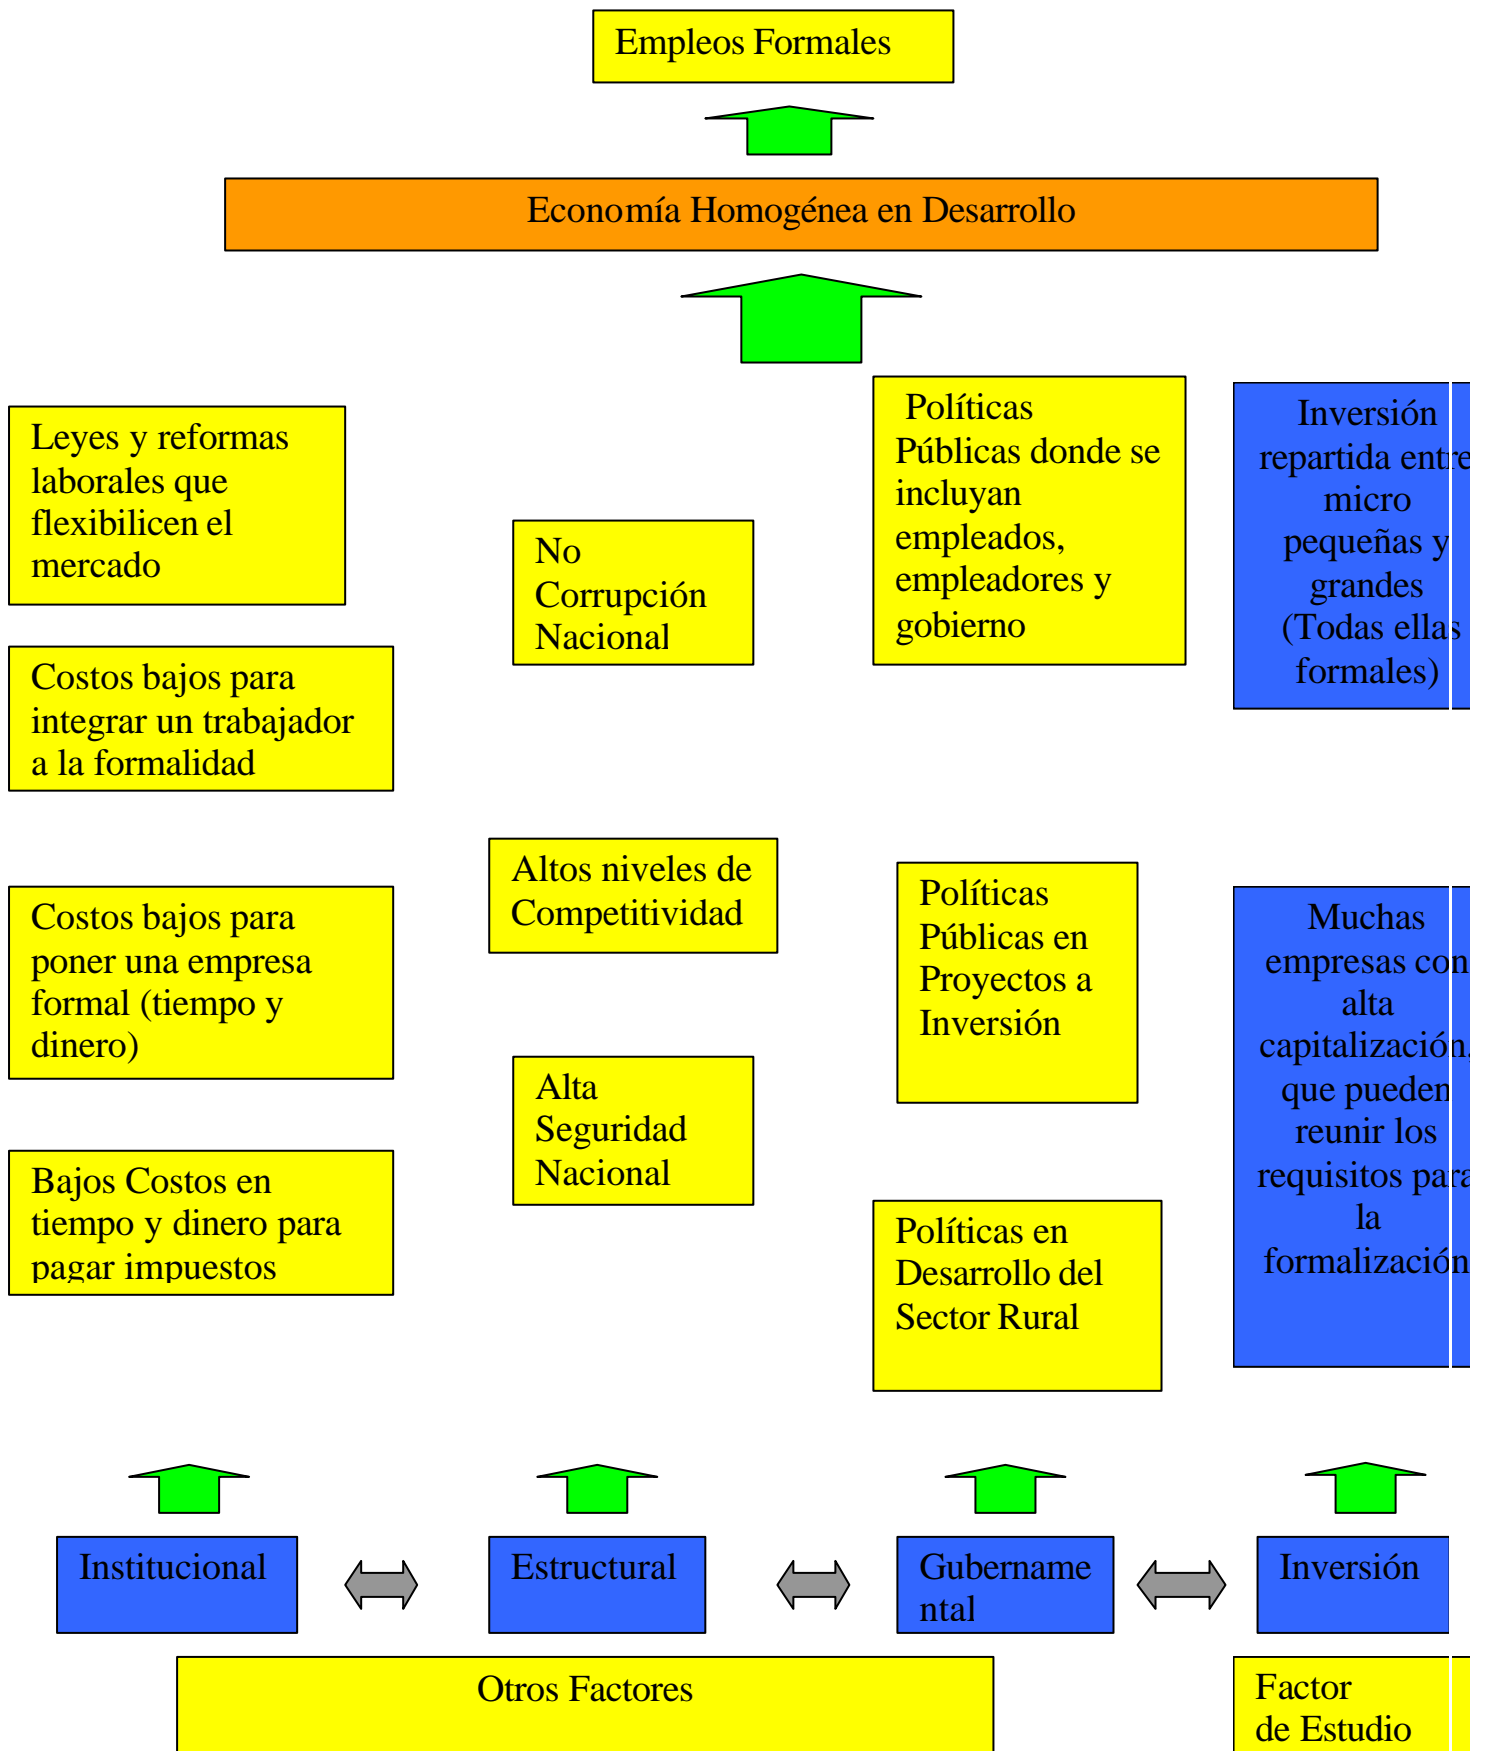 Empleos Formales
Economía Homogénea en Desarrollo
Leyes y reformas
laborales que
flexibilicen el
mercado
Costos bajos para
integrar un trabajador
a la formalidad
Costos bajos para
poner una empresa
formal (tiempo y
dinero)
Bajos Costos en
tiempo y dinero para
pagar impuestos
No
Corrupción
Nacional
Altos niveles de
Competitividad
Alta
Seguridad
Nacional
Políticas
Públicas donde se
incluyan
empleados,
empleadores y
gobierno
Políticas
Públicas en
Proyectos a
Inversión
Políticas en
Desarrollo del
Sector Rural
Inversión
repartida entre
micro
pequeñas y
grandes
(Todas ellas
formales)
Muchas
empresas con
alta
capitalización,
que pueden
reunir los
requisitos para
la
formalización
Institucional
Estructural
Gubername
ntal
Inversión
Otros Factores
Factor
de Estudio